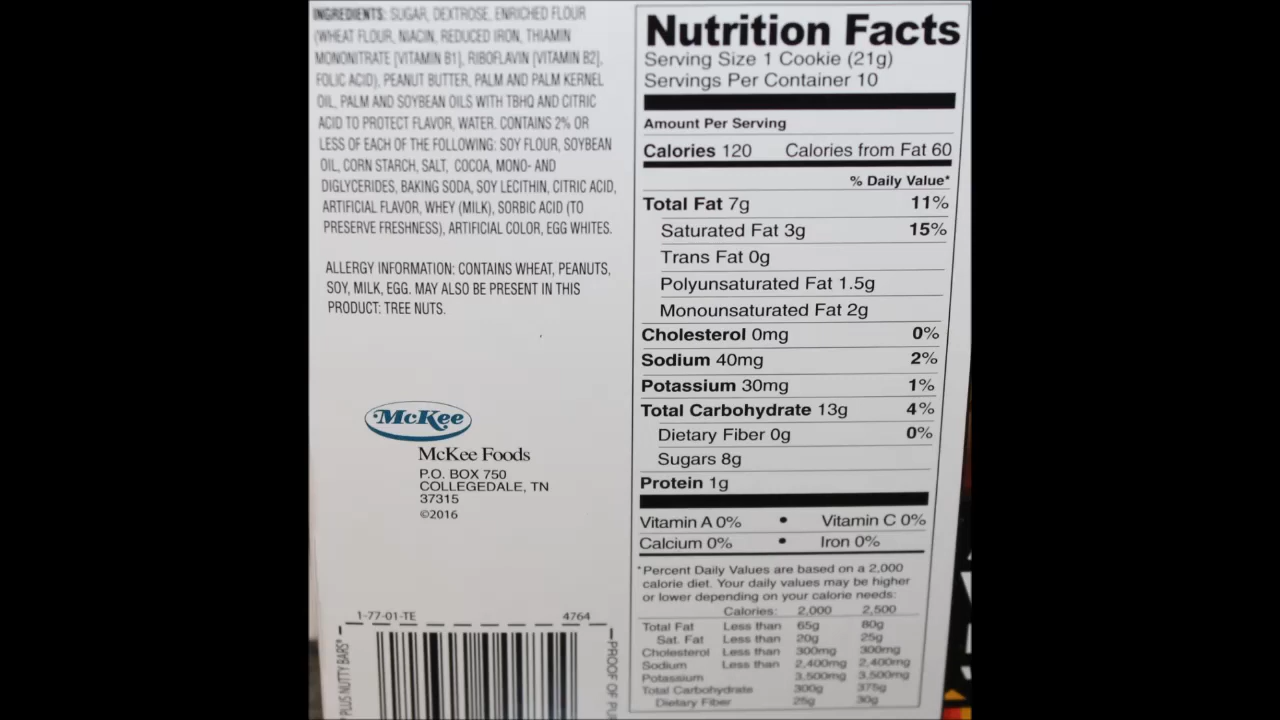 INGREDIENTS: SUGAR, DEXTROSE, ENRICHED FLOUR
(WHEAT FLOUR, NIACIN, REDUCED IRON, THIAMIN
MONONITRATE [VITAMIN B1], RIBOFLAVIN [VITAMIN B2],
FOLIC ACID), PEANUT BUTTER, PALM AND PALM KERNEL
OIL, PALM AND SOYBEAN OILS WITH TBHQ AND CITRIC
ACID TO PROTECT FLAVOR, WATER. CONTAINS 2% OR
LESS OF EACH OF THE FOLLOWING: SOY FLOUR, SOYBEAN
OIL, CORN STARCH, SALT, COCOA, MONO- AND
DIGLYCERIDES, BAKING SODA, SOY LECITHIN, CITRIC ACID,
ARTIFICIAL FLAVOR, WHEY (MILK), SORBIC ACID (TO
PRESERVE FRESHNESS), ARTIFICIAL COLOR, EGG WHITES.
ALLERGY INFORMATION: CONTAINS WHEAT, PEANUTS,
SOY, MILK, EGG. MAY ALSO BE PRESENT IN THIS
PRODUCT: TREE NUTS.
McKee
McKee Foods
P.O. BOX 750
COLLEGEDALE, TN
37315
©2016
1-77-01-TE 4764
PLUS NUTTY BARS®
PROOF OF PU
Nutrition Facts
Serving Size 1 Cookie (21g)
Servings Per Container 10
Amount Per Serving
Calories 120 Calories from Fat 60
% Daily Value*
Total Fat 7g 11%
Saturated Fat 3g 15%
Trans Fat 0g
Polyunsaturated Fat 1.5g
Monounsaturated Fat 2g
Cholesterol 0mg 0%
Sodium 40mg 2%
Potassium 30mg 1%
Total Carbohydrate 13g 4%
Dietary Fiber 0g 0%
Sugars 8g
Protein 1g
Vitamin A 0% • Vitamin C 0%
Calcium 0% • Iron 0%
*Percent Daily Values are based on a 2,000
calorie diet. Your daily values may be higher
or lower depending on your calorie needs:
Calories: 2,000 2,500
Total Fat Less than 65g 80g
Sat. Fat Less than 20g 25g
Cholesterol Less than 300mg 300mg
Sodium Less than 2,400mg 2,400mg
Potassium 3,500mg 3,500mg
Total Carbohydrate 300g 375g
Dietary Fiber 25g 30g